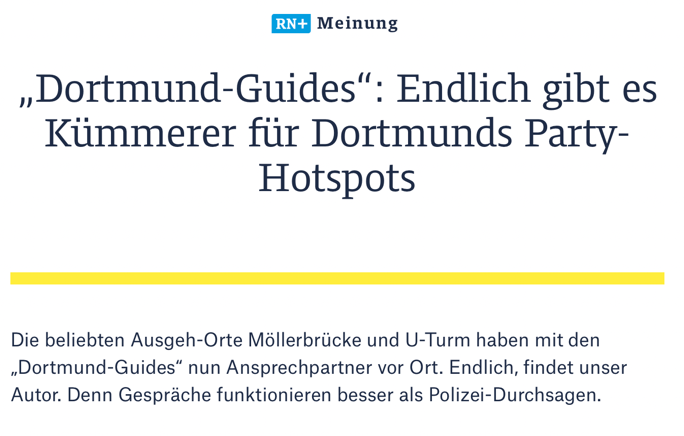 RN+ Meinung
„Dortmund-Guides“: Endlich gibt es
Kümmerer für Dortmunds Party-
Hotspots
Die beliebten Ausgeh-Orte Möllerbrücke und U-Turm haben mit den
„Dortmund-Guides“ nun Ansprechpartner vor Ort. Endlich, findet unser
Autor. Denn Gespräche funktionieren besser als Polizei-Durchsagen.